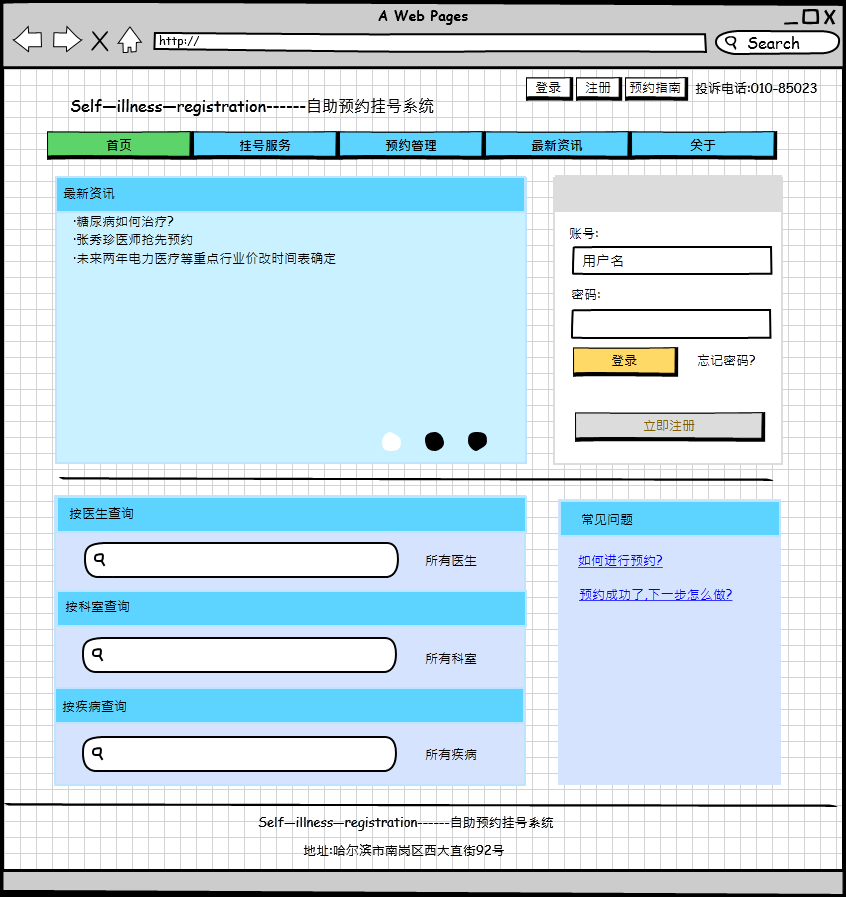 A Web Pages
http://
Search
登录 注册 预约指南 投诉电话:010-85023
Self—illness—registration------自助预约挂号系统
首页 挂号服务 预约管理 最新资讯 关于
最新资讯
·糖尿病如何治疗?
·张秀珍医师抢先预约
·未来两年电力医疗等重点行业价改时间表确定
账号:
用户名
密码:
登录 忘记密码?
立即注册
按医生查询
所有医生
按科室查询
所有科室
按疾病查询
所有疾病
常见问题
如何进行预约?
预约成功了,下一步怎么做?
Self—illness—registration------自助预约挂号系统
地址:哈尔滨市南岗区西大直街92号